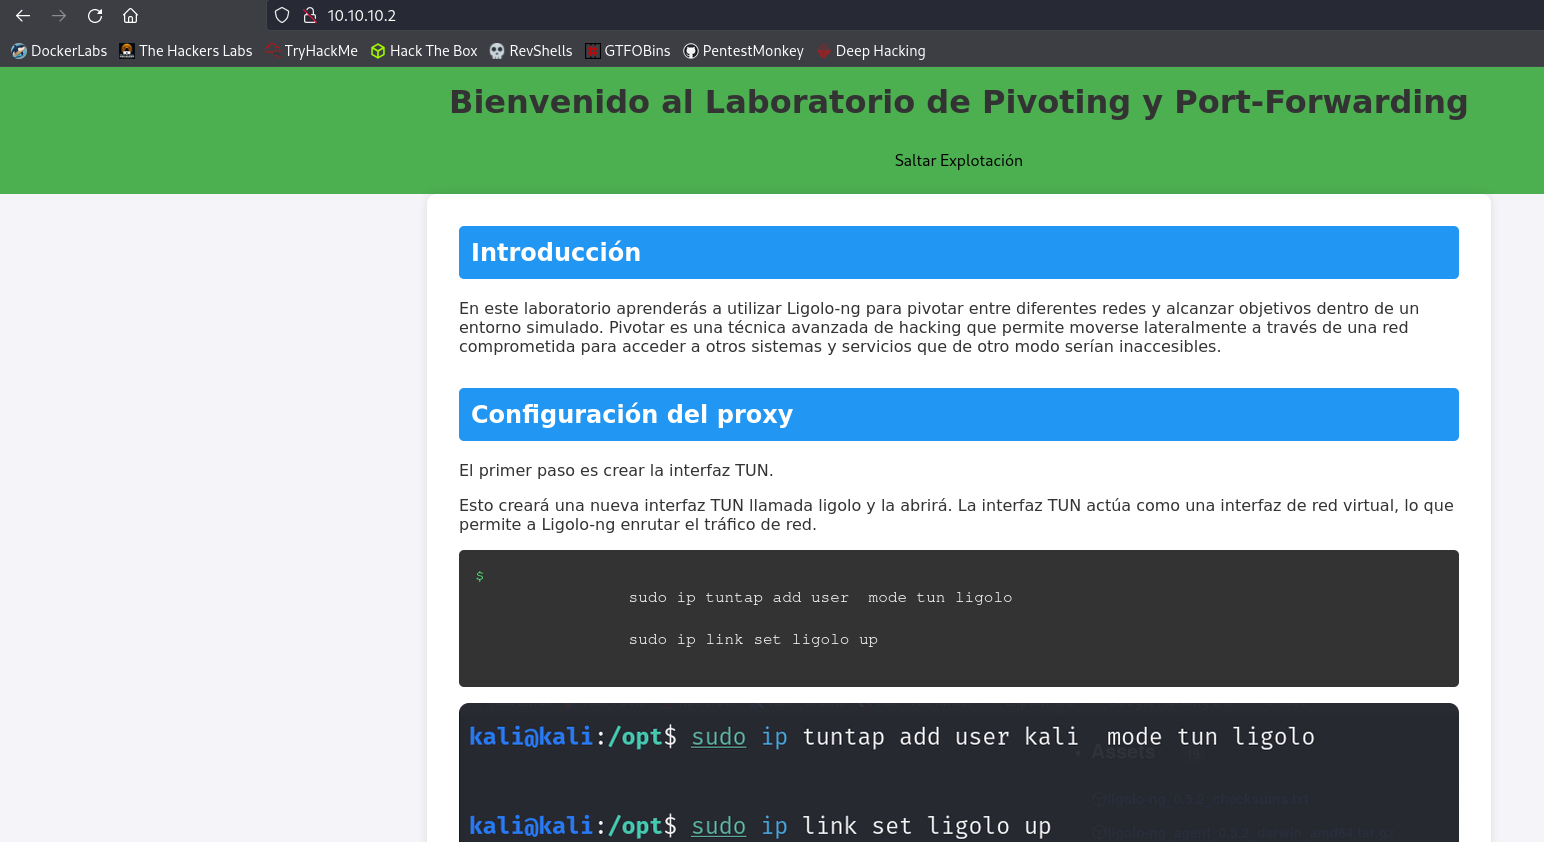 10.10.10.2
DockerLabs The Hackers Labs TryHackMe Hack The Box RevShells GTFOBins PentestMonkey Deep Hacking
Bienvenido al Laboratorio de Pivoting y Port-Forwarding
Saltar Explotación
Introducción
En este laboratorio aprenderás a utilizar Ligolo-ng para pivotar entre diferentes redes y alcanzar objetivos dentro de un
entorno simulado. Pivotar es una técnica avanzada de hacking que permite moverse lateralmente a través de una red
comprometida para acceder a otros sistemas y servicios que de otro modo serían inaccesibles.
Configuración del proxy
El primer paso es crear la interfaz TUN.
Esto creará una nueva interfaz TUN llamada ligolo y la abrirá. La interfaz TUN actúa como una interfaz de red virtual, lo que
permite a Ligolo-ng enrutar el tráfico de red.
$
sudo ip tuntap add user  mode tun ligolo
sudo ip link set ligolo up
kali@kali:/opt$ sudo ip tuntap add user kali  mode tun ligolo
Assets
kali@kali:/opt$ sudo ip link set ligolo up